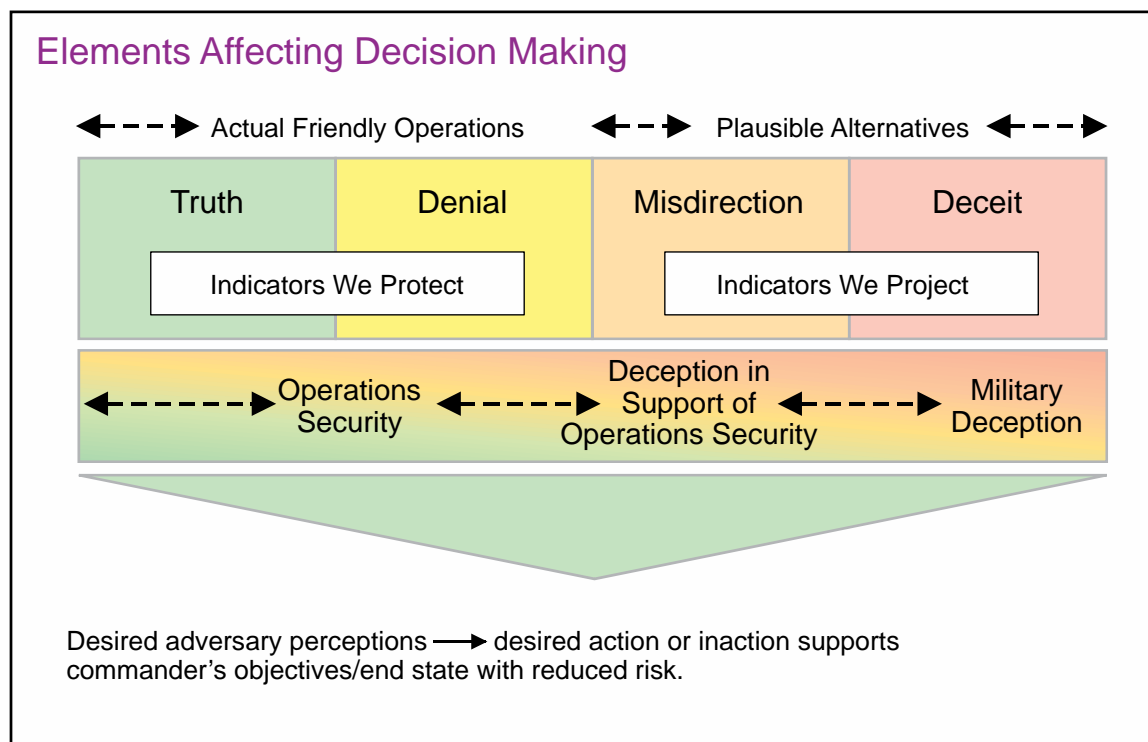 Elements Affecting Decision Making
Actual Friendly Operations
Plausible Alternatives
Truth
Denial
Misdirection
Deceit
Indicators We Protect
Indicators We Project
Operations
Security
Deception in
Support of
Operations Security
Military
Deception
Desired adversary perceptions → desired action or inaction supports
commander's objectives/end state with reduced risk.